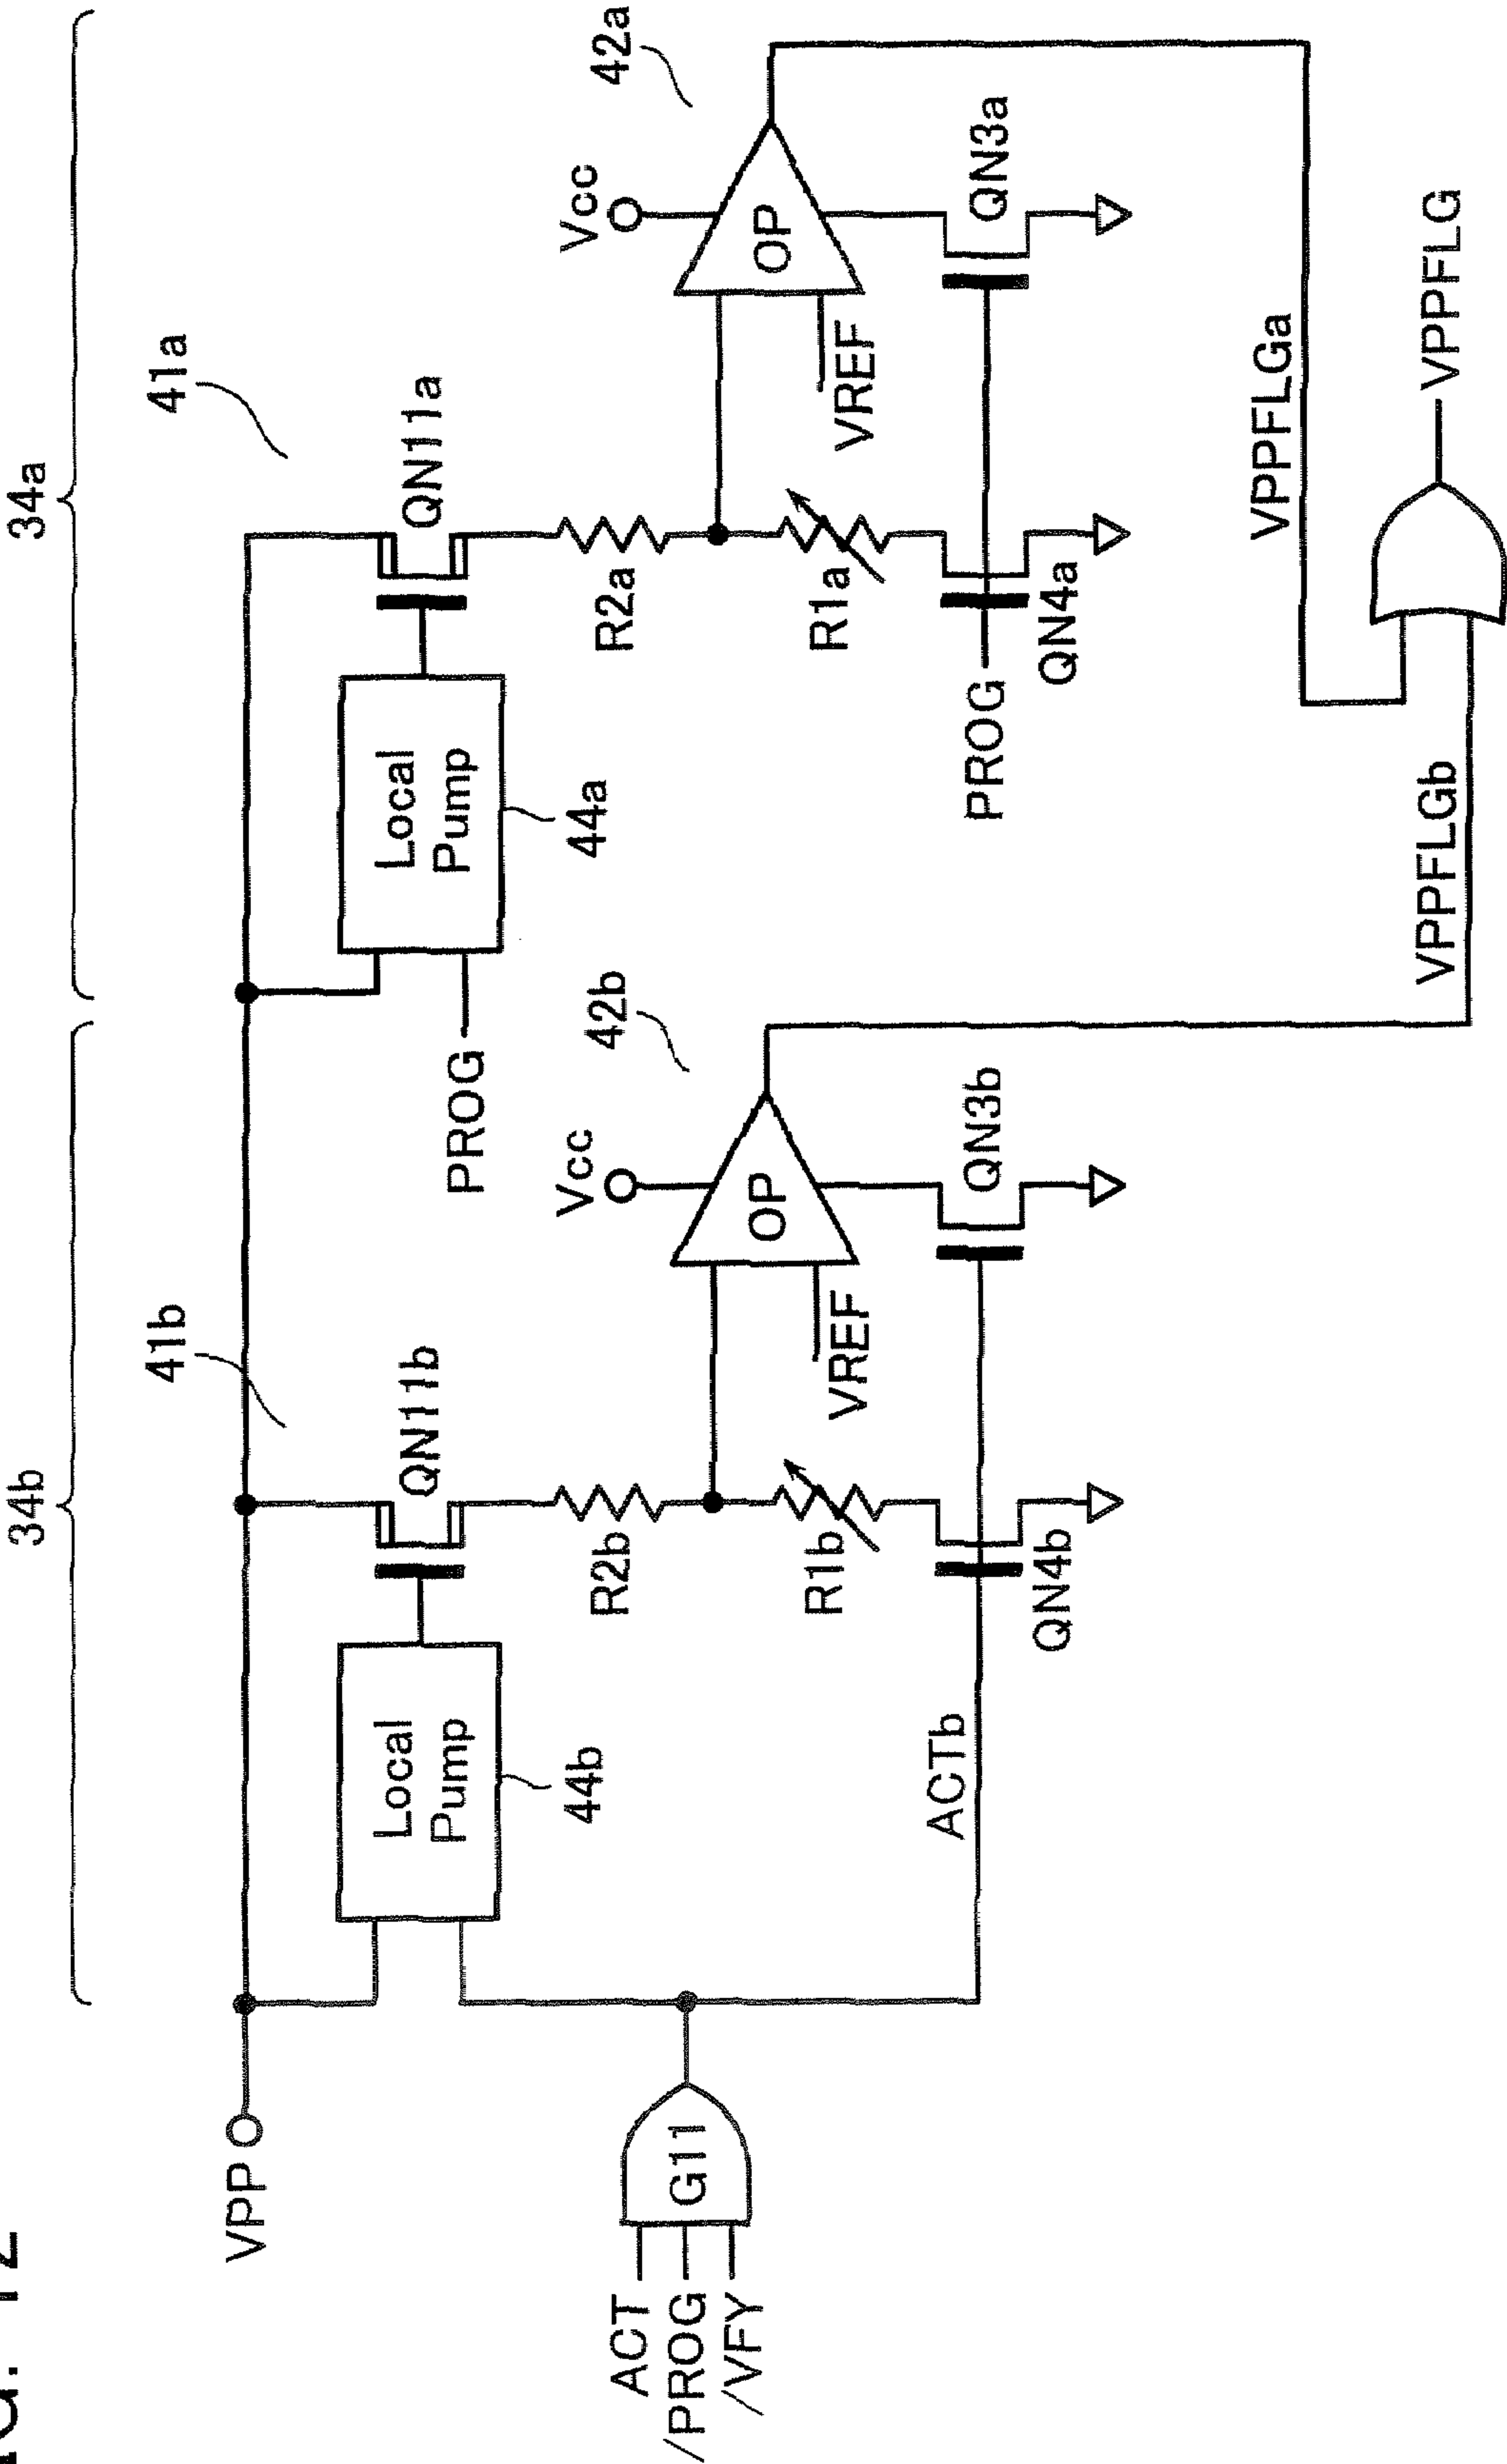 34b
34a
VPP
41b
41a
Local
Pump
44b
QN11b
PROG
Local
Pump
44a
QN11a
R2b
Vcc
42b
R2a
Vcc
42a
ACT
/PROG
/VFY
G11
R1b
VREF
OP
R1a
VREF
OP
ACTb
QN4b
QN3b
PROG
QN4a
QN3a
VPPFLGa
VPPFLGb
VPPFLG